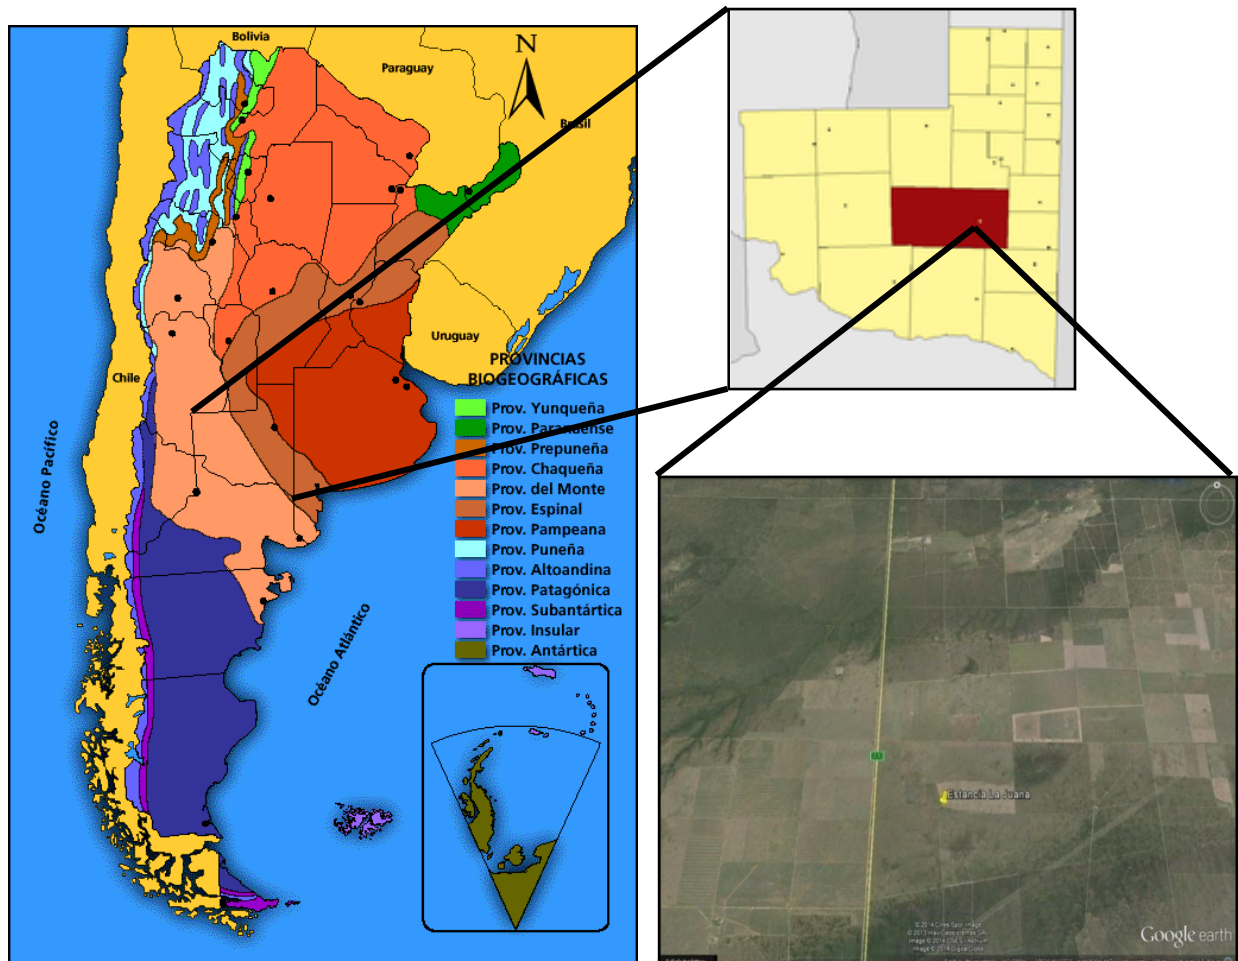 Bolivia
N
Paraguay
Brasil
Uruguay
Chile
PROVINCIAS
BIOGEOGRÁFICAS
Prov. Yunqueña
Prov. Paranaense
Prov. Prepuneña
Prov. Chaqueña
Prov. del Monte
Prov. Espinal
Prov. Pampeana
Prov. Puneña
Prov. Altoandina
Prov. Patagónica
Prov. Subantártica
Prov. Insular
Prov. Antártica
Océano Pacífico
Océano Atlántico
Estancia La Juana
Google earth